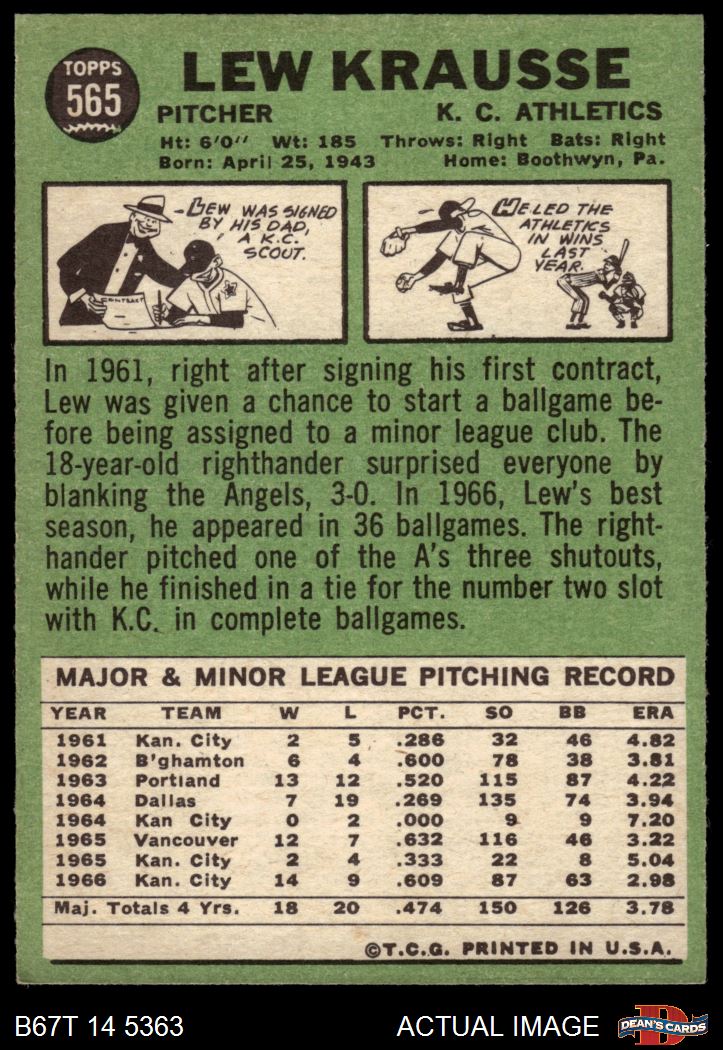 TOPPS
565
LEW KRAUSSE
PITCHER K. C. ATHLETICS
Ht: 6'0" Wt: 185 Throws: Right Bats: Right
Born: April 25, 1943 Home: Boothwyn, Pa.
LEW WAS SIGNED
BY HIS DAD,
A K.C.
SCOUT.
CONTRACT
HE LED THE
ATHLETICS
IN WINS
LAST
YEAR.
In 1961, right after signing his first contract,
Lew was given a chance to start a ballgame be-
fore being assigned to a minor league club. The
18-year-old righthander surprised everyone by
blanking the Angels, 3-0. In 1966, Lew's best
season, he appeared in 36 ballgames. The right-
hander pitched one of the A's three shutouts,
while he finished in a tie for the number two slot
with K.C. in complete ballgames.
MAJOR & MINOR LEAGUE PITCHING RECORD
YEAR TEAM W L PCT. SO BB ERA
1961 Kan. City 2 5 .286 32 46 4.82
1962 B'ghamton 6 4 .600 78 38 3.81
1963 Portland 13 12 .520 115 87 4.22
1964 Dallas 7 19 .269 135 74 3.94
1964 Kan City 0 2 .000 9 9 7.20
1965 Vancouver 12 7 .632 116 46 3.22
1965 Kan. City 2 4 .333 22 8 5.04
1966 Kan. City 14 9 .609 87 63 2.98
Maj. Totals 4 Yrs. 18 20 .474 150 126 3.78
©T.C.G. PRINTED IN U.S.A.
B67T 14 5363 ACTUAL IMAGE
D
DEAN'S CARDS